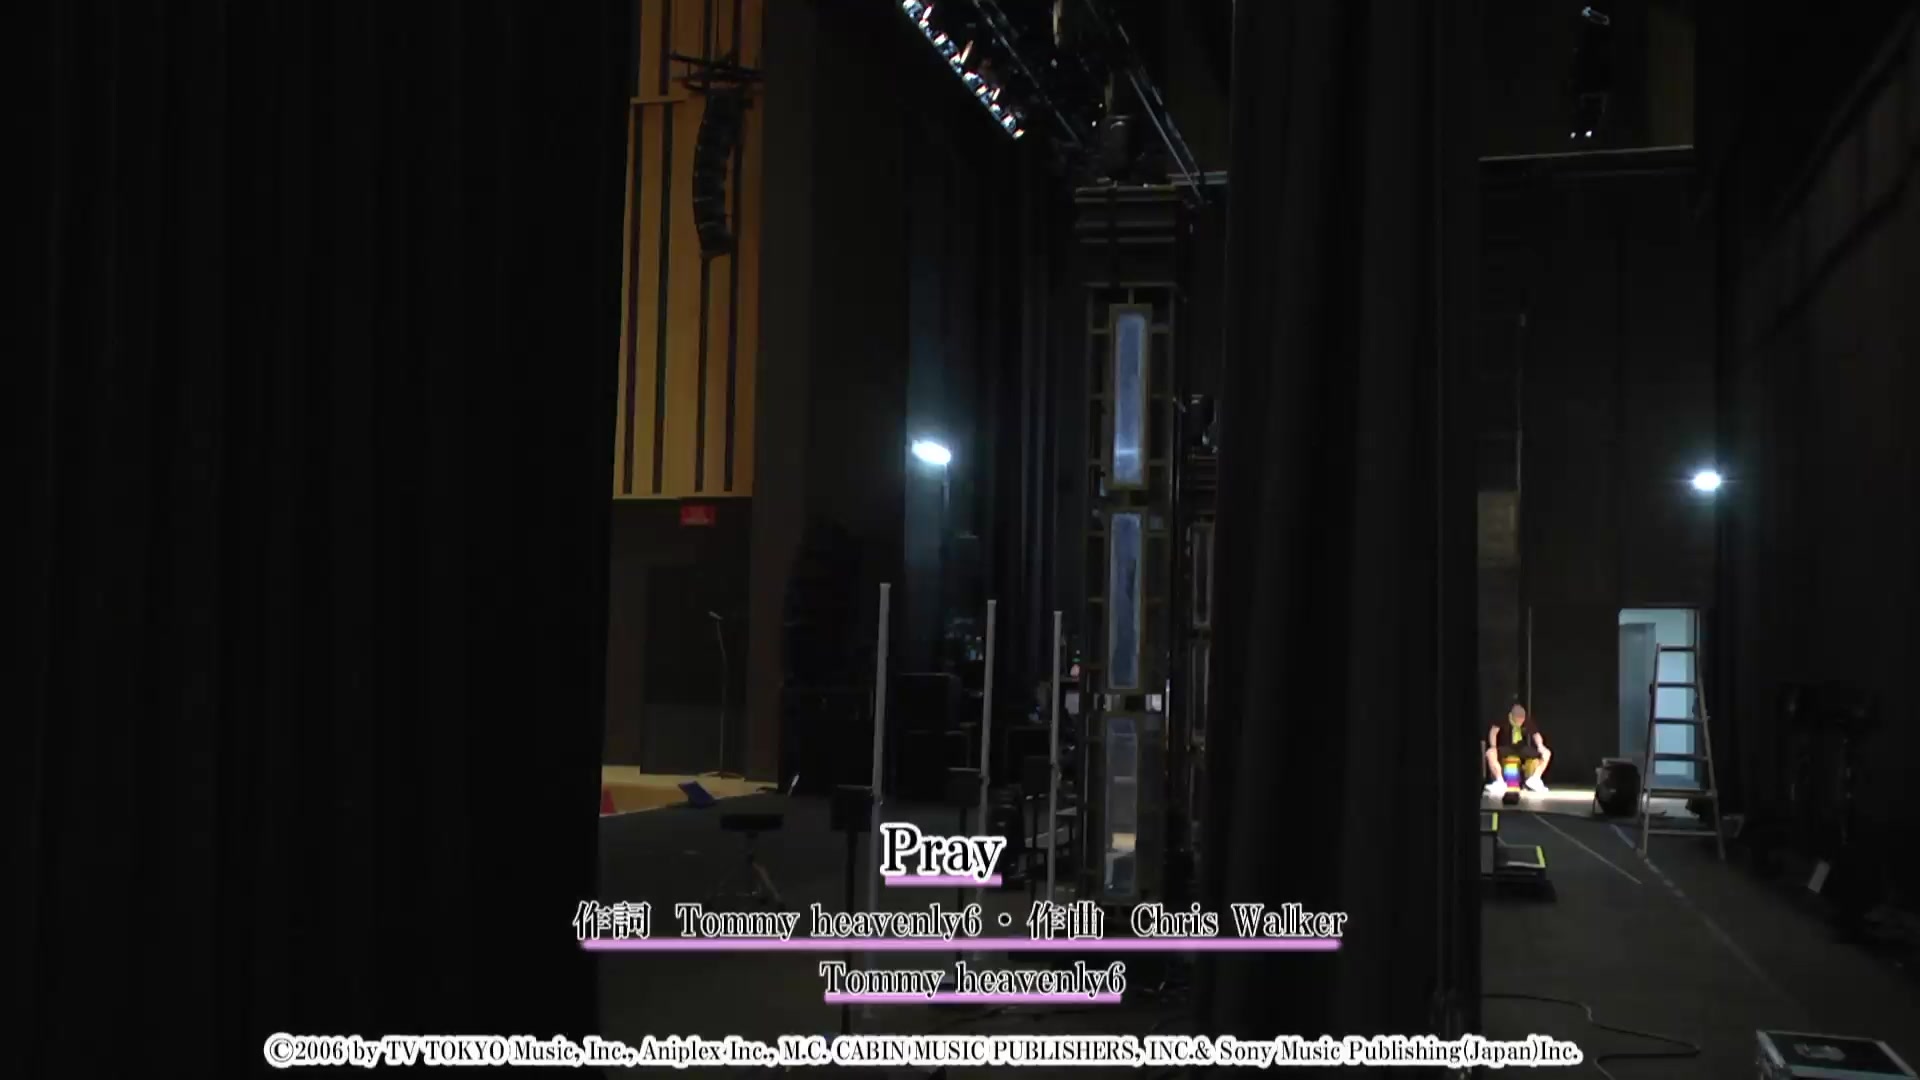 Pray
作詞 Tommy heavenly6・作曲 Chris Walker
Tommy heavenly6
©2006 by TV TOKYO Music, Inc., Aniplex Inc., M.C. CABIN MUSIC PUBLISHERS, INC.& Sony Music Publishing(Japan)Inc.